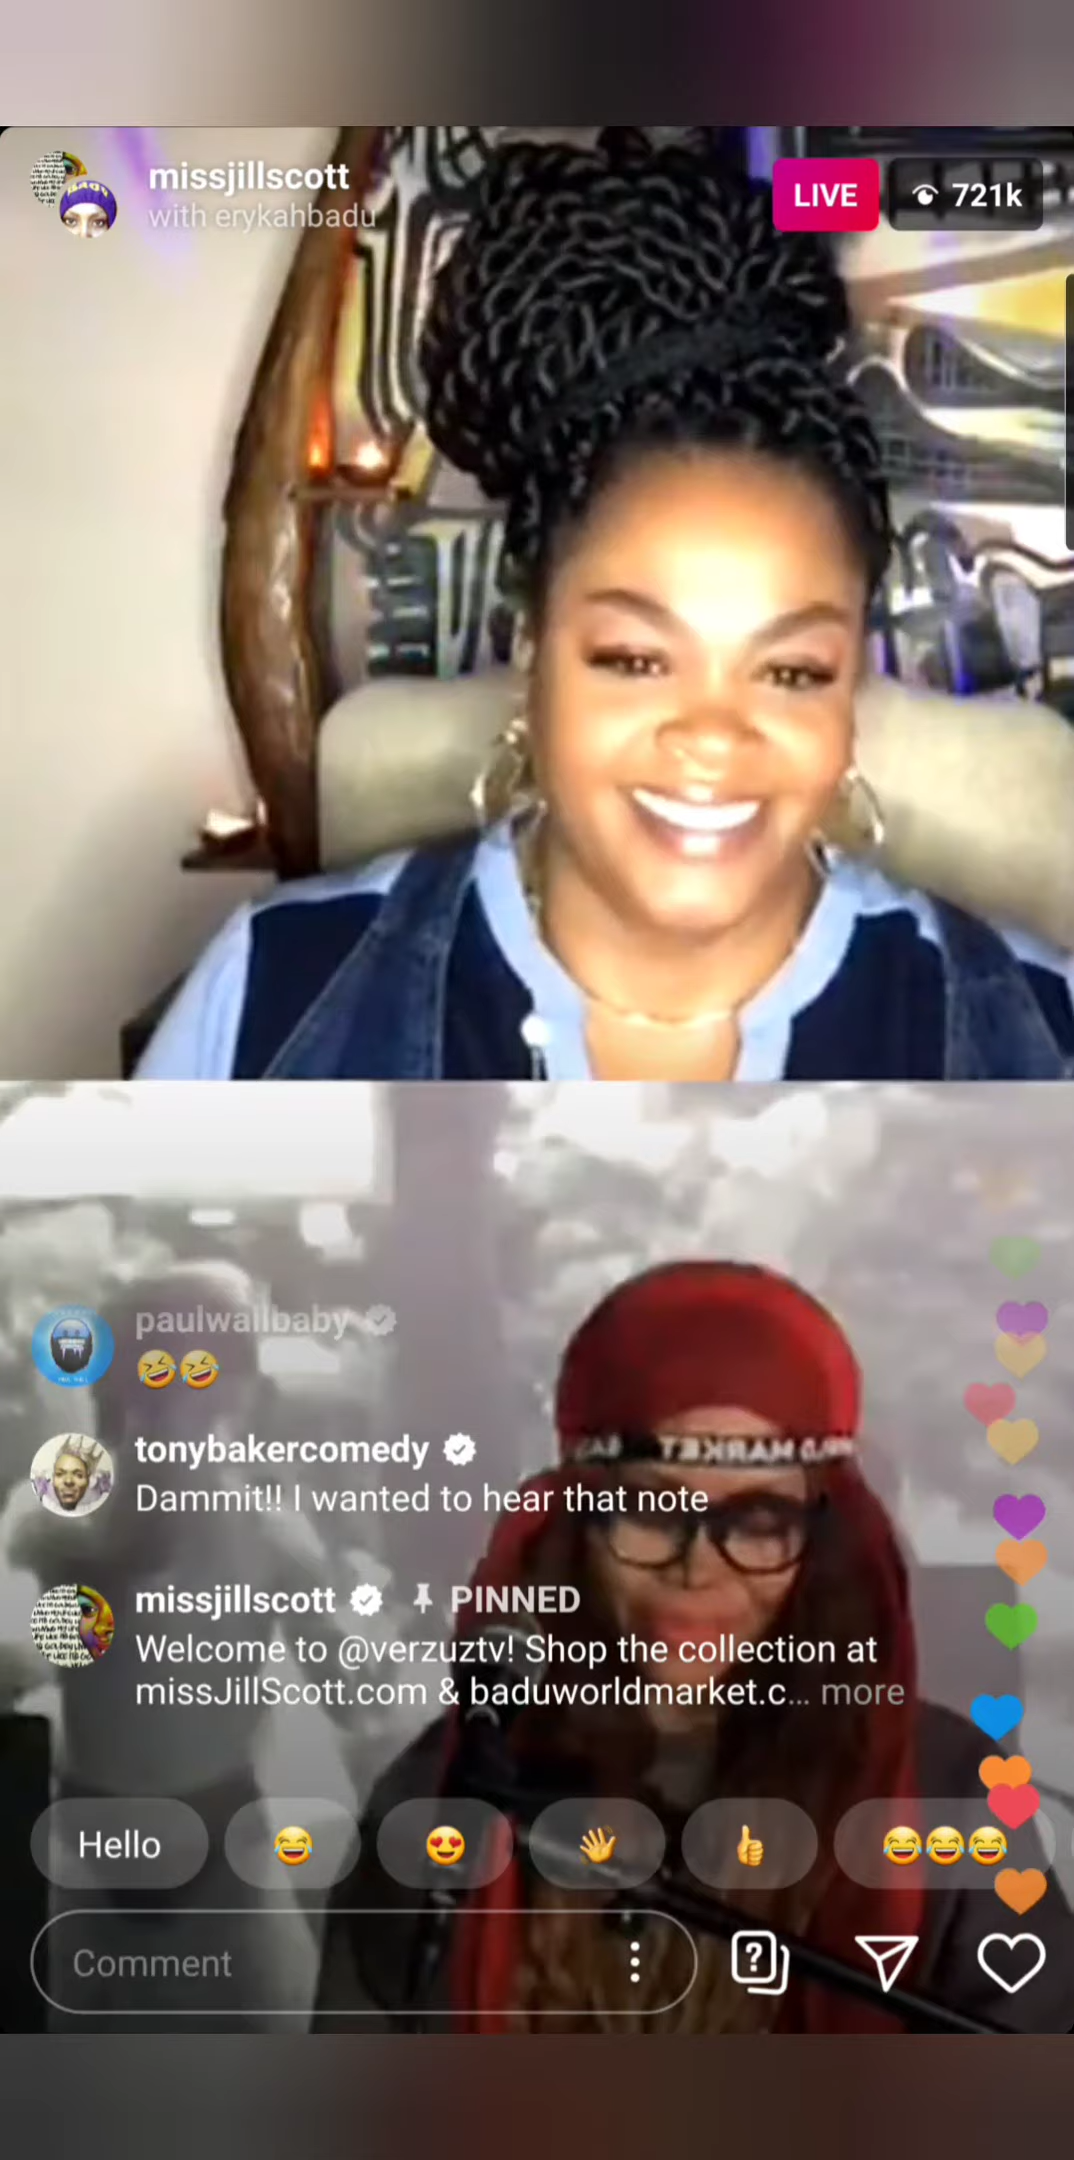 missjillscott
with erykahbadu
LIVE
721k
paulwallbaby
🤣🤣
tonybakercomedy
Dammit!! I wanted to hear that note
missjillscott PINNED
Welcome to @verzuztv! Shop the collection at
missJillScott.com & baduworldmarket.c... more
MARKET
Hello 😂 😍 👋 👍 😂😂😂
Comment